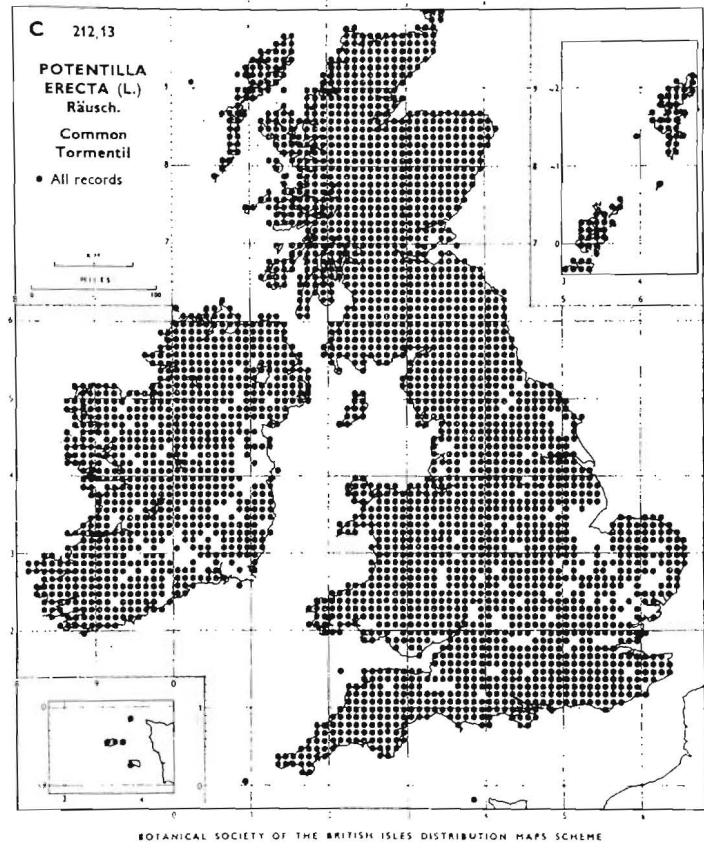 C 212,13
POTENTILLA
ERECTA (L.)
Räusch.
Common
Tormentil
• All records
MILES
0 100
BOTANICAL SOCIETY OF THE BRITISH ISLES DISTRIBUTION MAPS SCHEME